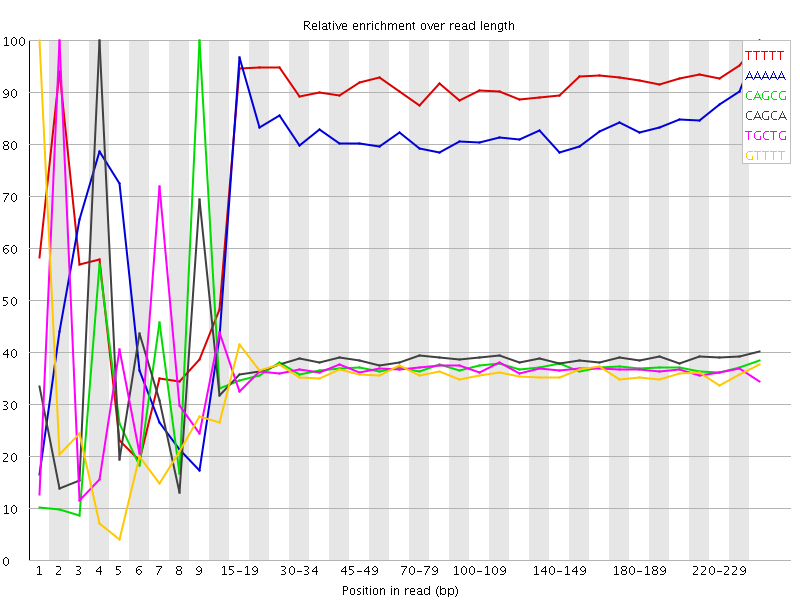 Relative enrichment over read length
100
90
80
70
60
50
40
30
20
10
0
TTTTT
AAAAA
CAGCG
CAGCA
TGCTG
GTTTT
1 2 3 4 5 6 7 8 9 15-19 30-34 45-49 70-79 100-109 140-149 180-189 220-229
Position in read (bp)